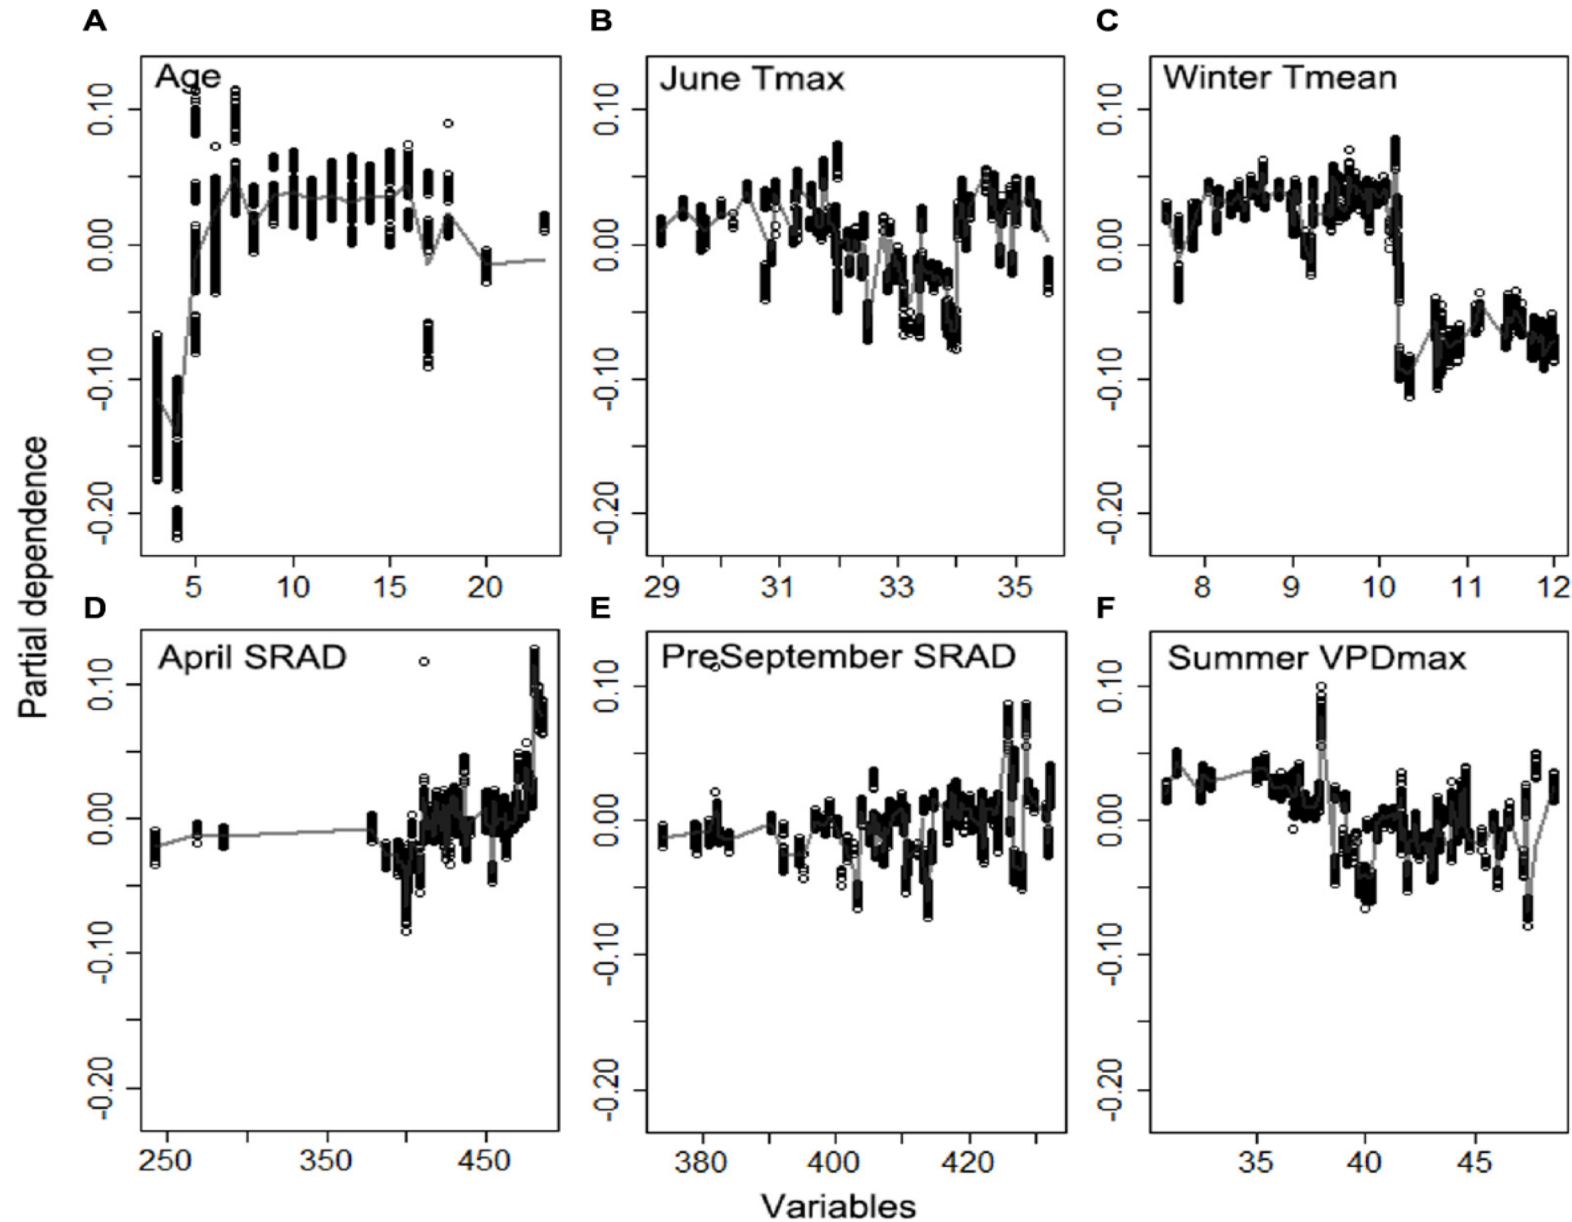 A B C
Age June Tmax Winter Tmean
0.10 0.10 0.10
0.00 0.00 0.00
-0.10 -0.10 -0.10
-0.20 -0.20 -0.20
5 10 15 20 29 31 33 35 8 9 10 11 12
Partial dependence
D E F
April SRAD PreSeptember SRAD Summer VPDmax
0.10 0.10 0.10
0.00 0.00 0.00
-0.10 -0.10 -0.10
-0.20 -0.20 -0.20
250 350 450 380 400 420 35 40 45
Variables